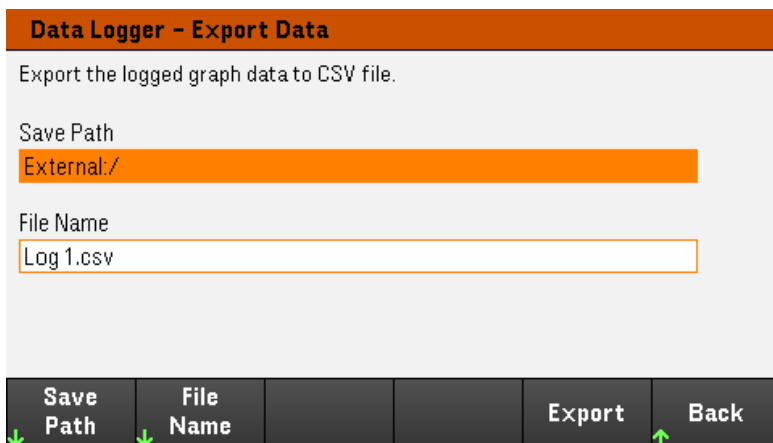 Data Logger – Export Data
Export the logged graph data to CSV file.
Save Path
External:/
File Name
Log 1.csv
Save Path
File Name
Export
Back